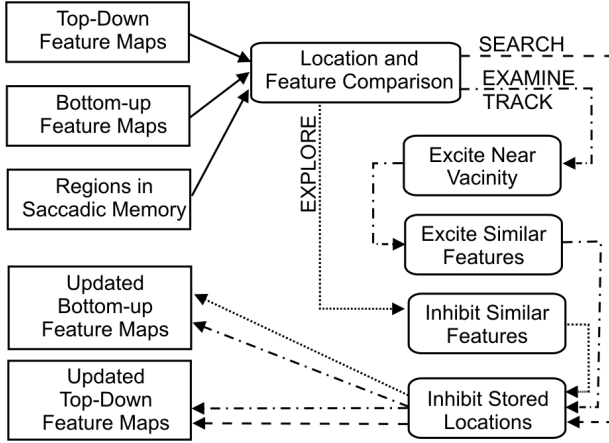 Top-Down
Feature Maps
Bottom-up
Feature Maps
Regions in
Saccadic Memory
Location and
Feature Comparison
SEARCH
EXAMINE
TRACK
EXPLORE
Excite Near
Vacinity
Excite Similar
Features
Inhibit Similar
Features
Inhibit Stored
Locations
Updated
Bottom-up
Feature Maps
Updated
Top-Down
Feature Maps